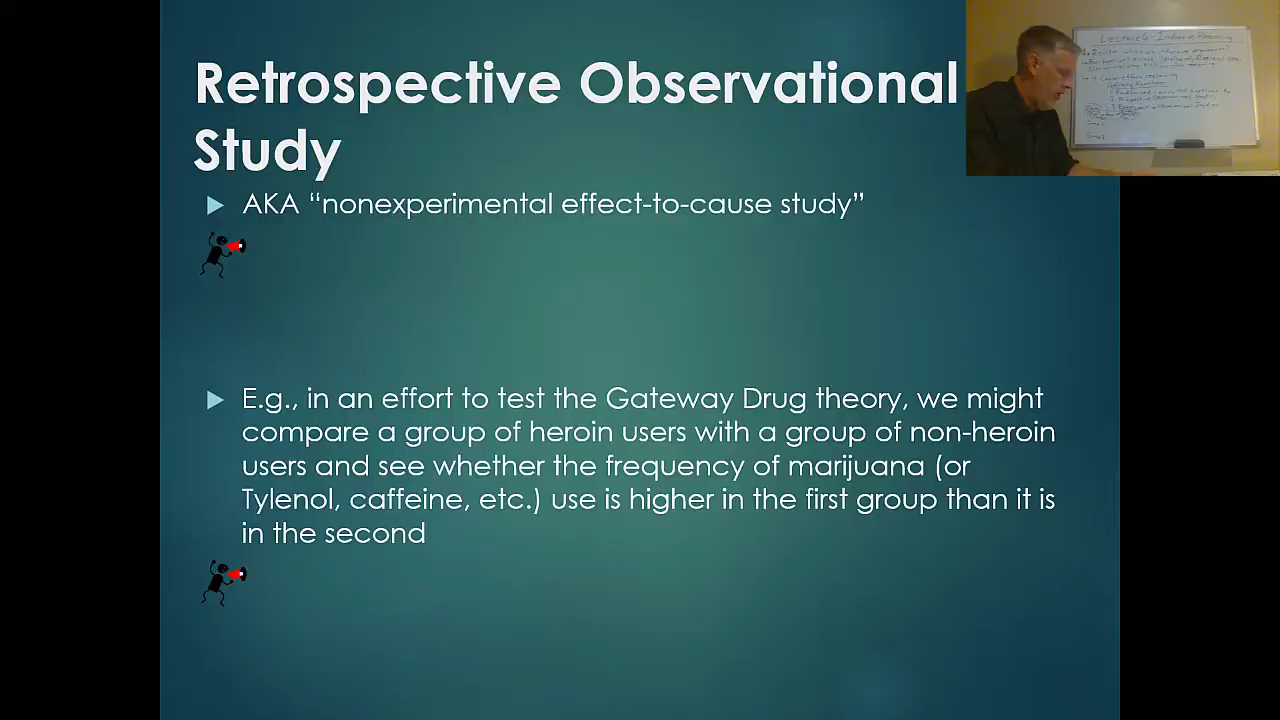 Retrospective Observational
Study
AKA “nonexperimental effect-to-cause study”
E.g., in an effort to test the Gateway Drug theory, we might
compare a group of heroin users with a group of non-heroin
users and see whether the frequency of marijuana (or
Tylenol, caffeine, etc.) use is higher in the first group than it is
in the second
Lecture 6-